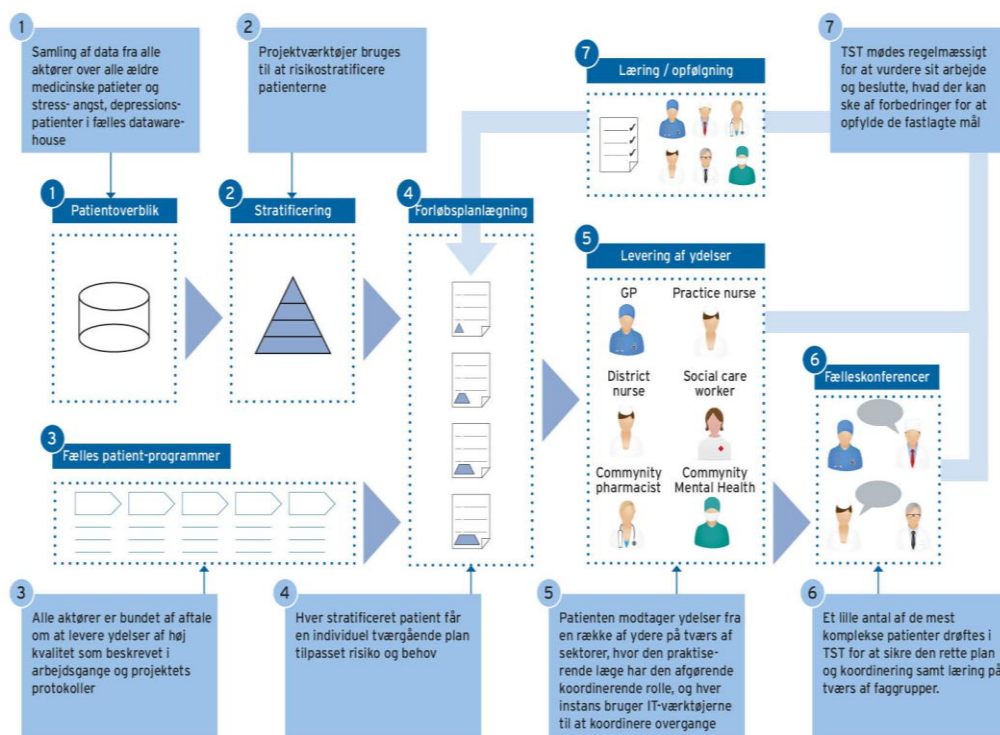 1
Samling af data fra alle
aktører over alle ældre
medicinske patieter og
stress- angst, depressions-
patienter i fælles dataware-
house
2
Projektværktøjer bruges
til at risikostratificere
patienterne
7
Læring / opfølgning
7
TST mødes regelmæssigt
for at vurdere sit arbejde
og beslutte, hvad der kan
ske af forbedringer for at
opfylde de fastlagte mål
1
Patientoverblik
2
Stratificering
4
Forløbsplanlægning
5
Levering af ydelser
GP
Practice nurse
District
nurse
Social care
worker
Commynity
pharmacist
Commynity
Mental Health
6
Fælleskonferencer
3
Fælles patient-programmer
3
Alle aktører er bundet af aftale
om at levere ydelser af høj
kvalitet som beskrevet i
arbejdsgange og projektets
protokoller
4
Hver stratificeret patient får
en individuel tværgående plan
tilpasset risiko og behov
5
Patienten modtager ydelser fra
en række af ydere på tværs af
sektorer, hvor den praktise-
rende læge har den afgørende
koordinerende rolle, og hver
instans bruger IT-værktøjerne
til at koordinere overgange
6
Et lille antal af de mest
komplekse patienter drøftes i
TST for at sikre den rette plan
og koordinering samt læring på
tværs af faggrupper.